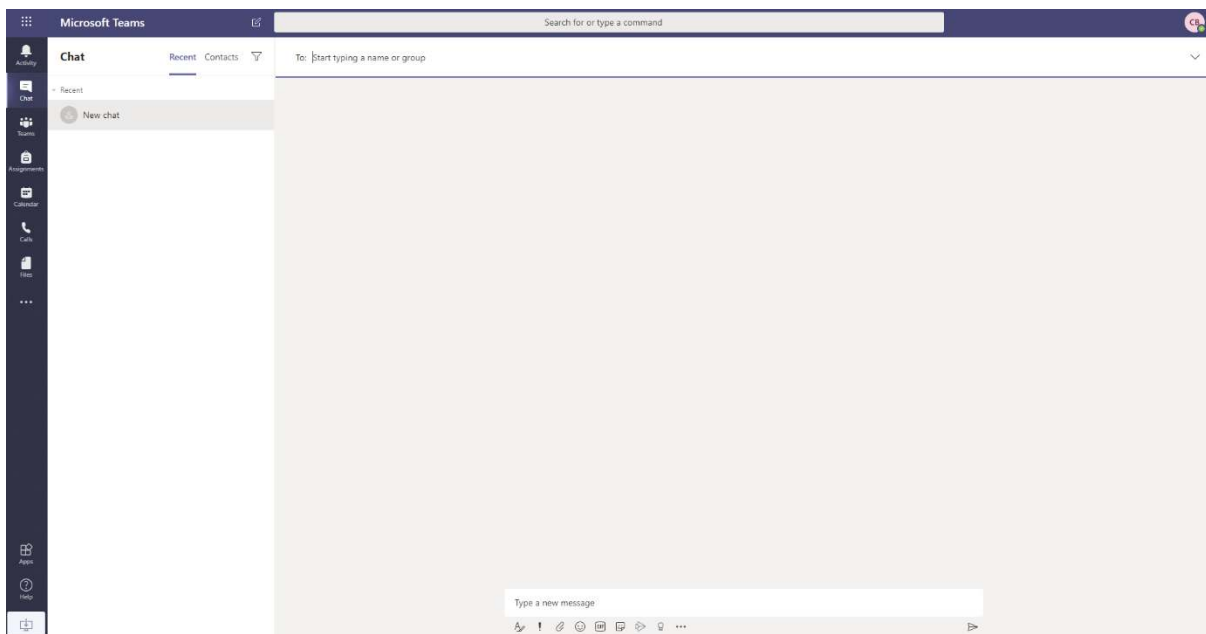 Microsoft Teams
Search for or type a command
CB
Activity
Chat
Teams
Assignments
Calendar
Calls
Files
Apps
Help
Chat
Recent Contacts
Recent
New chat
To: Start typing a name or group
Type a new message
GIF